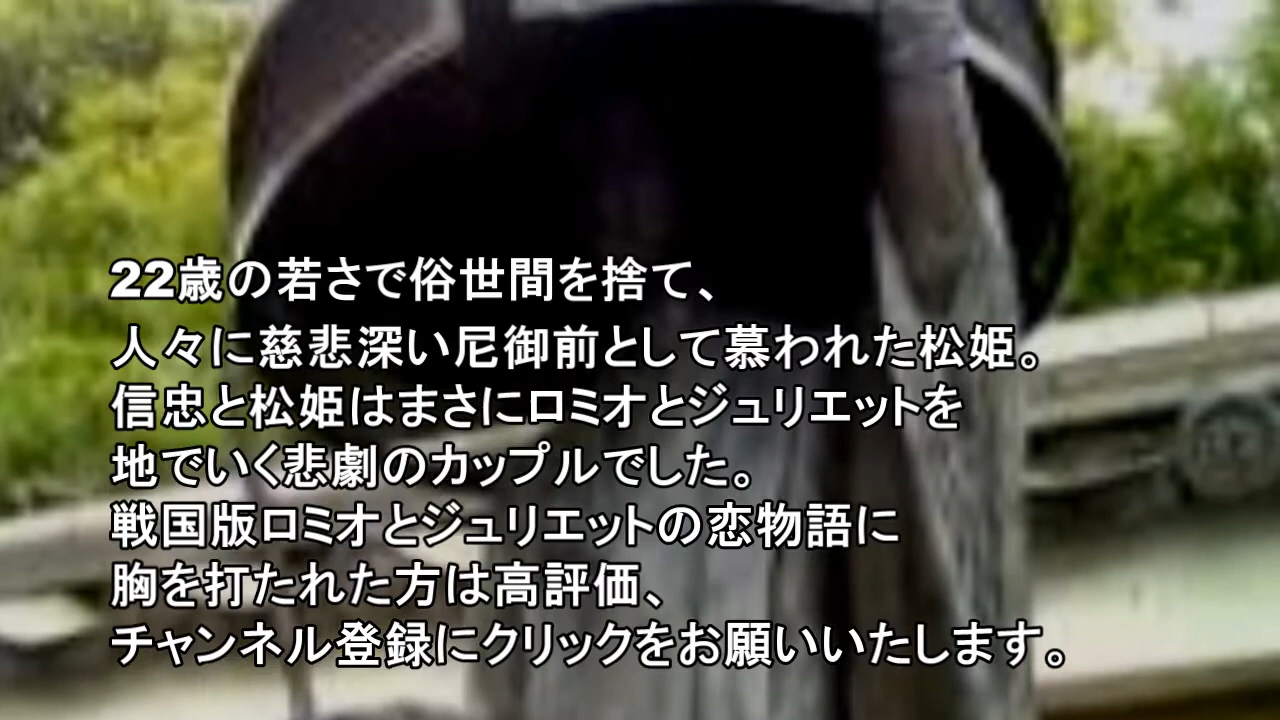 22歳の若さで俗世間を捨て、
人々に慈悲深い尼御前として慕われた松姫。
信忠と松姫はまさにロミオとジュリエットを
地でいく悲劇のカップルでした。
戦国版ロミオとジュリエットの恋物語に
胸を打たれた方は高評価、
チャンネル登録にクリックをお願いいたします。